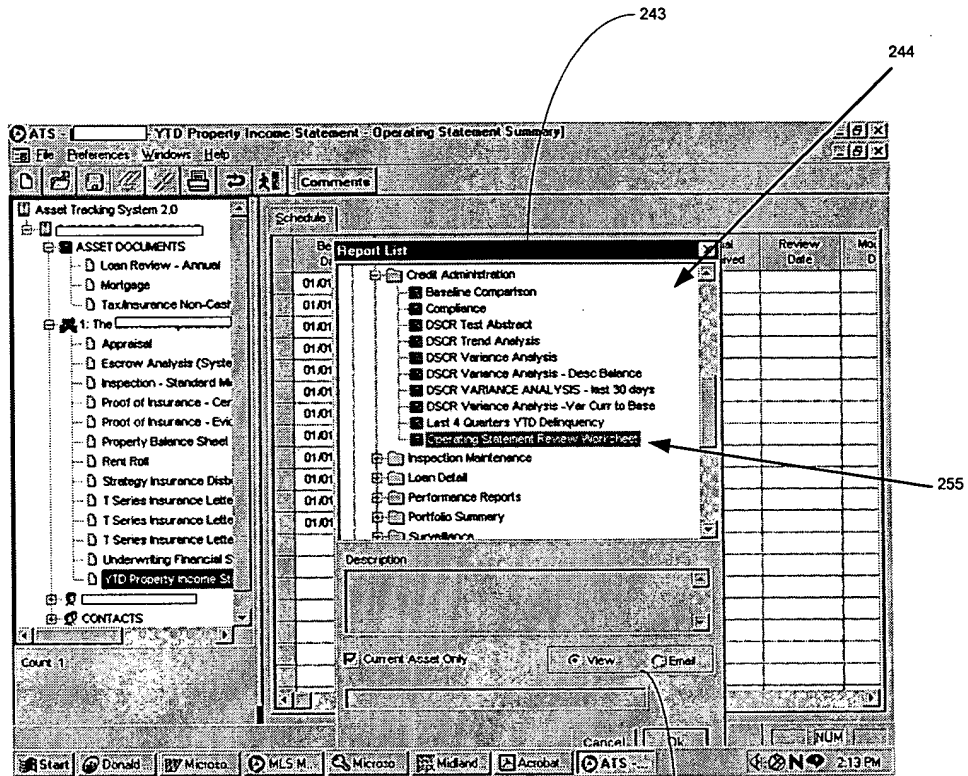 243
244
ATS - [ YTD Property Income Statement - Operating Statement Summary]
File Preferences Windows Help
Comments
Asset Tracking System 2.0
ASSET DOCUMENTS
Loan Review - Annual
Mortgage
Tax/Insurance Non-Cash
1: The
Appraisal
Escrow Analysis (Syste
Inspection - Standard
Proof of Insurance - Cer
Proof of Insurance - Evic
Property Balance Sheet
Rent Roll
Strategy Insurance Disb
T Series Insurance Lette
T Series Insurance Lette
T Series Insurance Lette
Underwriting Financial S
YTD Property Income St
CONTACTS
Count 1
Schedule
Be
D
01/01
01/01
01/01
01/01
01/01
01/01
01/01
01/01
01/01
01/01
01/01
01/01
Review
Date
Report List
Credit Administration
Baseline Comparison
Compliance
DSCR Test Abstract
DSCR Trend Analysis
DSCR Variance Analysis
DSCR Variance Analysis - Desc Balance
DSCR VARIANCE ANALYSIS - last 30 days
DSCR Variance Analysis -Var Curr to Base
Last 4 Quarters YTD Delinquency
Operating Statement Review Worksheet
Inspection Maintenance
Loan Detail
Performance Reports
Portfolio Summary
Surveillance
255
Description
Current Asset Only
View
Email
Cancel
Ok
NUM
Start Donald Microso... MLS M... Microso... Midland... Acrobat... ATS -... N 2:13 PM